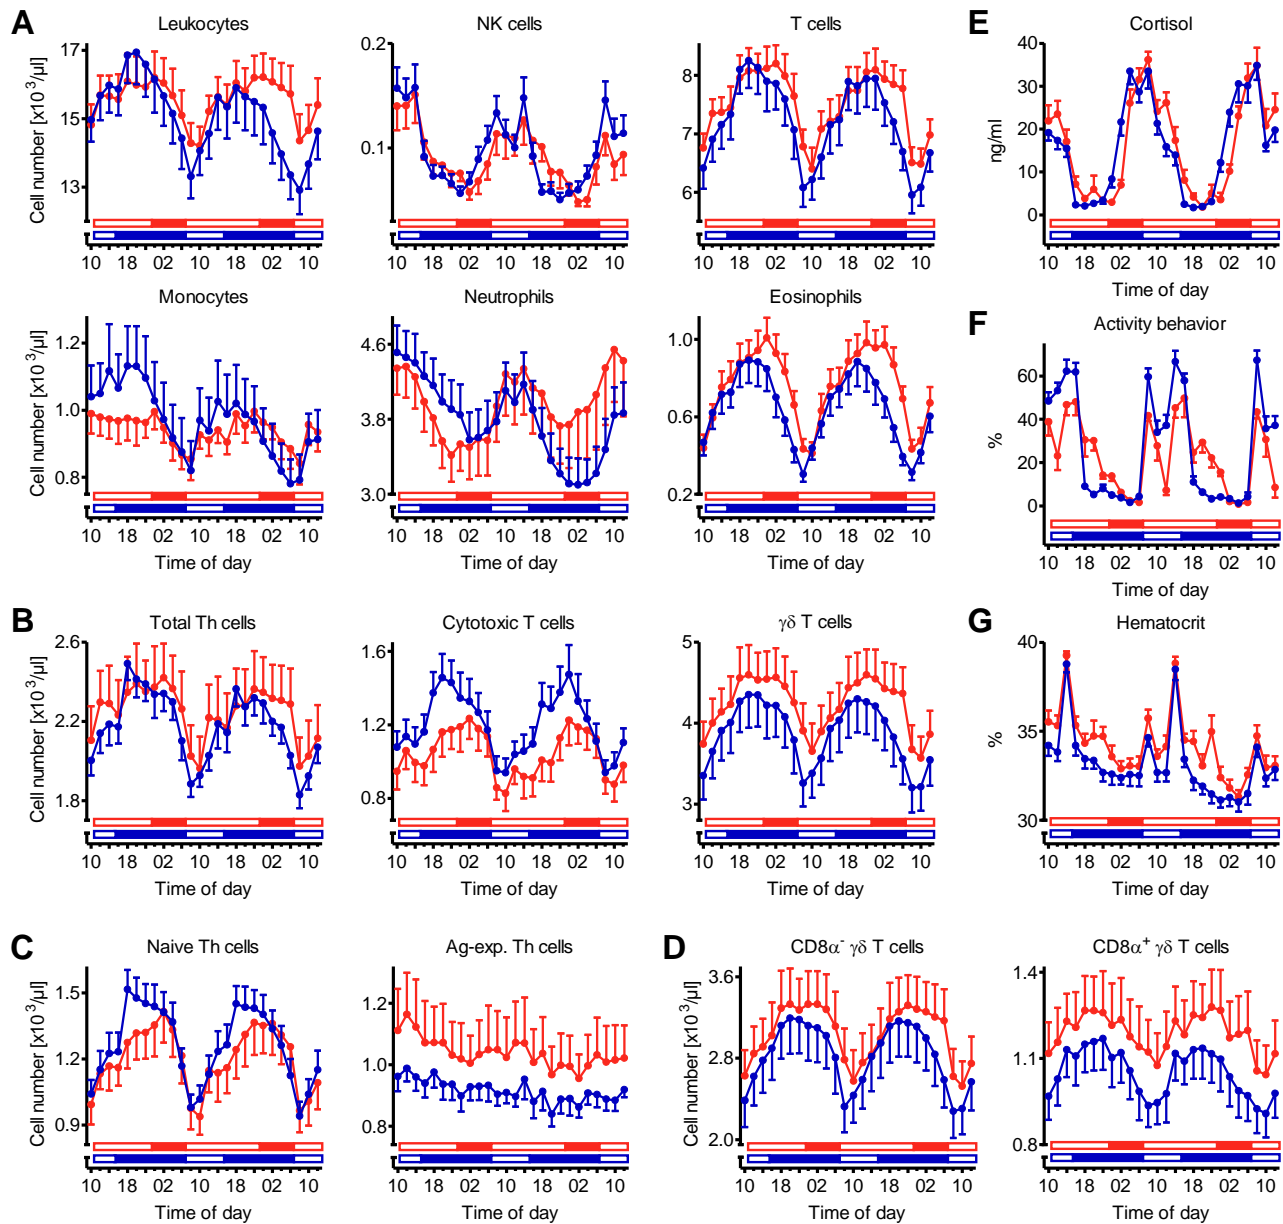 A
Leukocytes
NK cells
T cells
E
Cortisol
Cell number [x10³/µl]
17
15
13
10 18 02 10 18 02 10
0.2
0.1
10 18 02 10 18 02 10
8
7
6
10 18 02 10 18 02 10
ng/ml
40
30
20
10
0
10 18 02 10 18 02 10
Time of day
Monocytes
Neutrophils
Eosinophils
F
Activity behavior
Cell number [x10³/µl]
1.2
1.0
0.8
10 18 02 10 18 02 10
Time of day
4.6
3.8
3.0
10 18 02 10 18 02 10
Time of day
1.0
0.6
0.2
10 18 02 10 18 02 10
Time of day
%
60
40
20
0
10 18 02 10 18 02 10
Time of day
B
Total Th cells
Cytotoxic T cells
γδ T cells
G
Hematocrit
Cell number [x10³/µl]
2.6
2.2
1.8
10 18 02 10 18 02 10
Time of day
1.6
1.2
0.8
10 18 02 10 18 02 10
Time of day
5
4
3
10 18 02 10 18 02 10
Time of day
%
40
35
30
10 18 02 10 18 02 10
Time of day
C
Naive Th cells
Ag-exp. Th cells
D
CD8α⁻ γδ T cells
CD8α⁺ γδ T cells
Cell number [x10³/µl]
1.5
1.2
0.9
10 18 02 10 18 02 10
Time of day
1.2
1.0
0.8
10 18 02 10 18 02 10
Time of day
Cell number [x10³/µl]
3.6
2.8
2.0
10 18 02 10 18 02 10
Time of day
1.4
1.1
0.8
10 18 02 10 18 02 10
Time of day